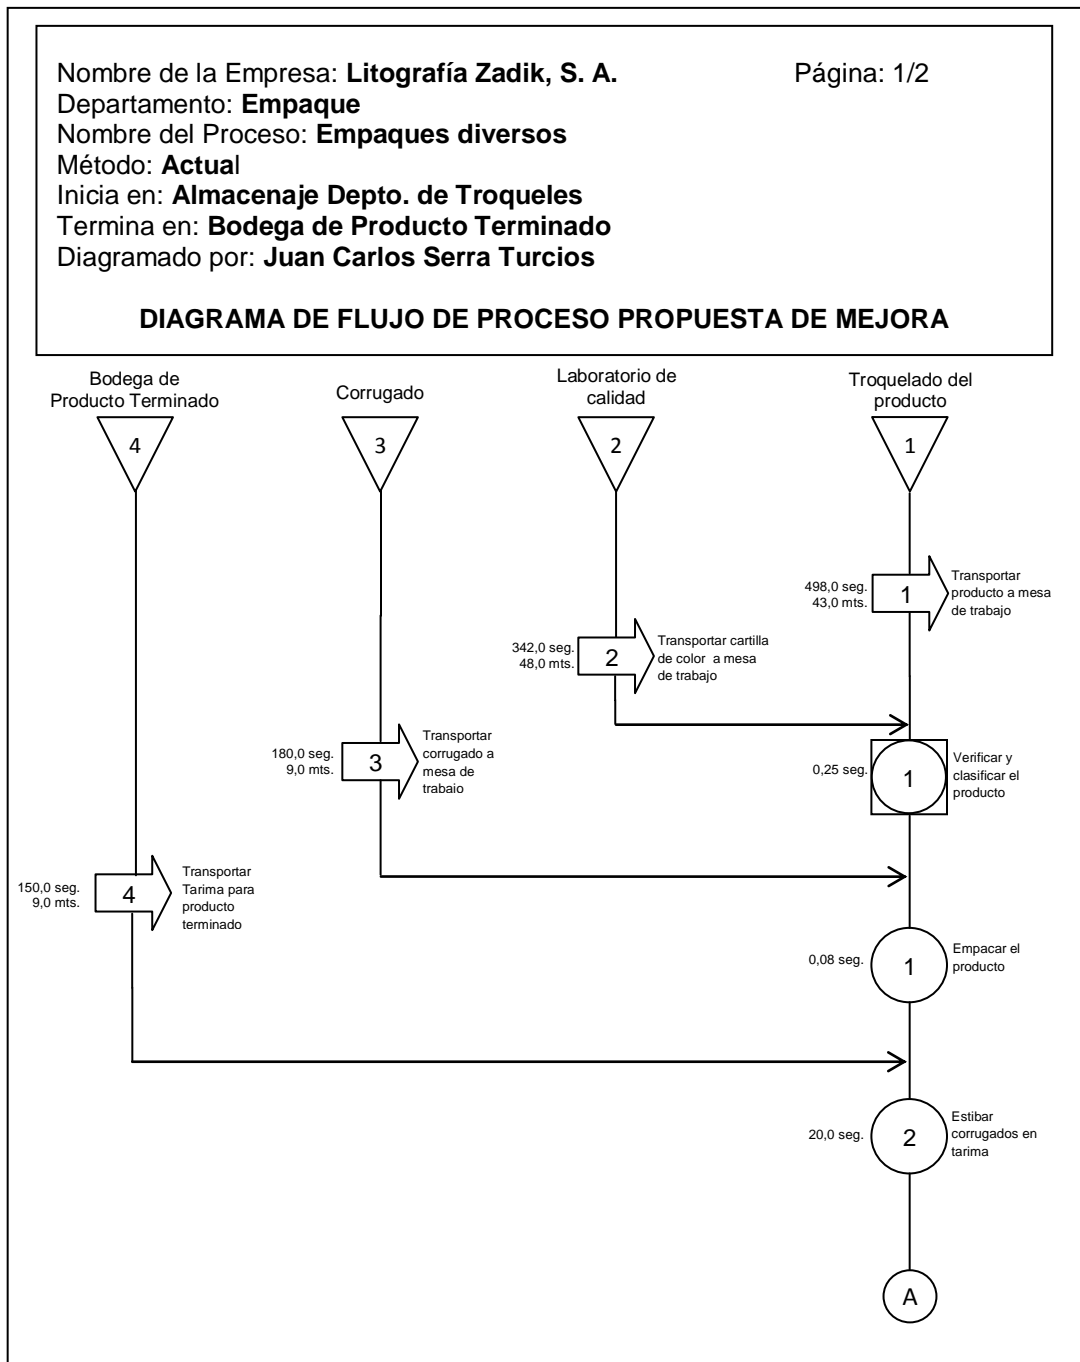 Nombre de la Empresa: Litografía Zadik, S. A. Página: 1/2
Departamento: Empaque
Nombre del Proceso: Empaques diversos
Método: Actual
Inicia en: Almacenaje Depto. de Troqueles
Termina en: Bodega de Producto Terminado
Diagramado por: Juan Carlos Serra Turcios
DIAGRAMA DE FLUJO DE PROCESO PROPUESTA DE MEJORA
Bodega de
Producto Terminado
Corrugado
Laboratorio de
calidad
Troquelado del
producto
4
3
2
1
498,0 seg.
43,0 mts.
1
Transportar
producto a mesa
de trabajo
342,0 seg.
48,0 mts.
2
Transportar cartilla
de color a mesa
de trabajo
180,0 seg.
9,0 mts.
3
Transportar
corrugado a
mesa de
trabaio
0,25 seg.
1
Verificar y
clasificar el
producto
150,0 seg.
9,0 mts.
4
Transportar
Tarima para
producto
terminado
0,08 seg.
1
Empacar el
producto
20,0 seg.
2
Estibar
corrugados en
tarima
A